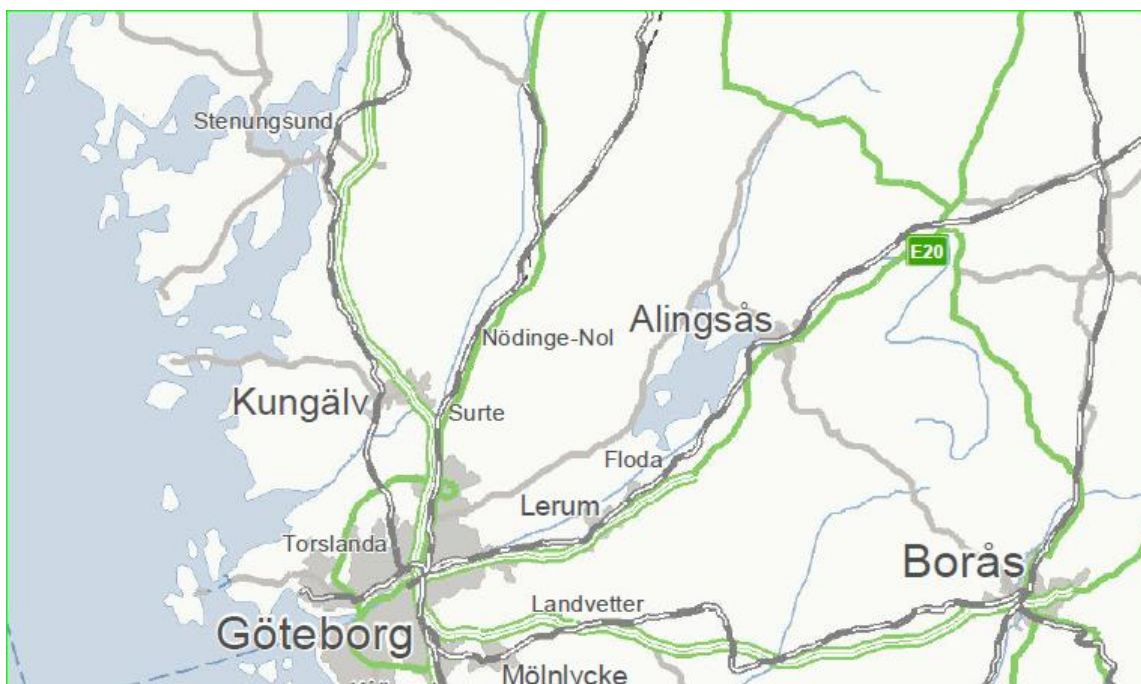 Stenungsund
E20
Alingsås
Nödinge-Nol
Kungälv
Surte
Floda
Lerum
Torslanda
Borås
Landvetter
Göteborg
Mölnlycke